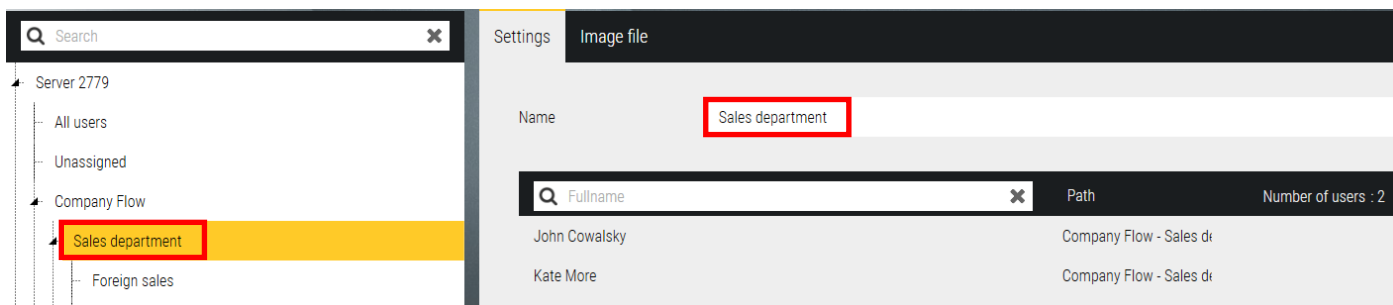 Search
Server 2779
All users
Unassigned
Company Flow
Sales department
Foreign sales
Settings Image file
Name Sales department
Fullname Path Number of users : 2
John Cowalsky Company Flow - Sales de
Kate More Company Flow - Sales de